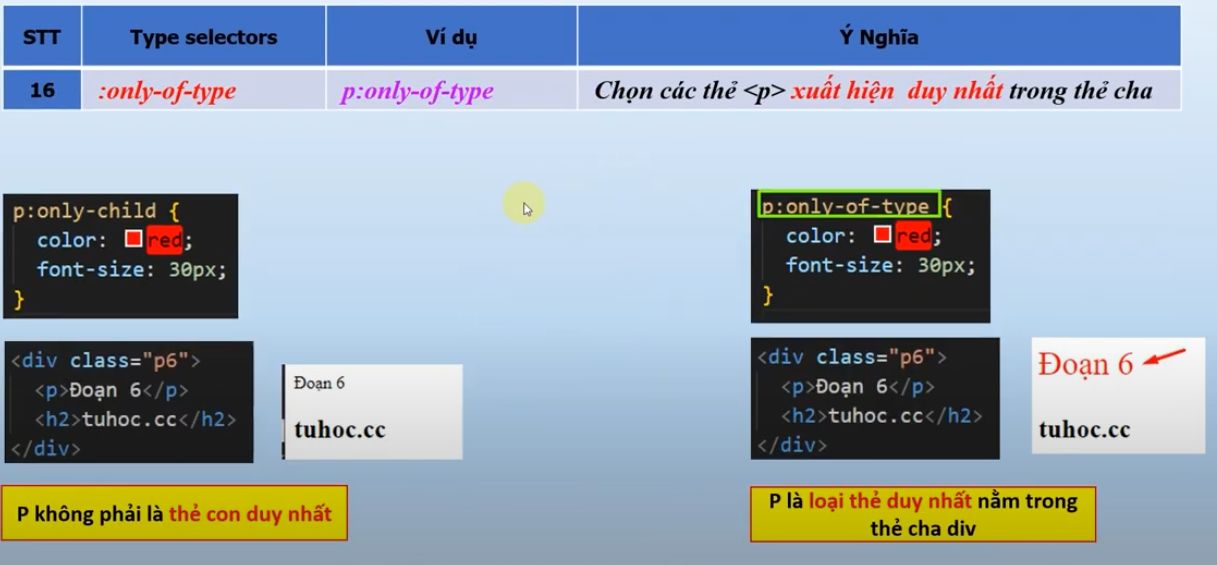 STT Type selectors Ví dụ Ý Nghĩa
16 :only-of-type p:only-of-type Chọn các thẻ <p> xuất hiện duy nhất trong thẻ cha
p:only-child {
color: red;
font-size: 30px;
}
<div class="p6">
<p>Đoạn 6</p>
<h2>tuhoc.cc</h2>
</div>
Đoạn 6
tuhoc.cc
P không phải là thẻ con duy nhất
p:only-of-type {
color: red;
font-size: 30px;
}
<div class="p6">
<p>Đoạn 6</p>
<h2>tuhoc.cc</h2>
</div>
Đoạn 6
tuhoc.cc
P là loại thẻ duy nhất nằm trong
thẻ cha div